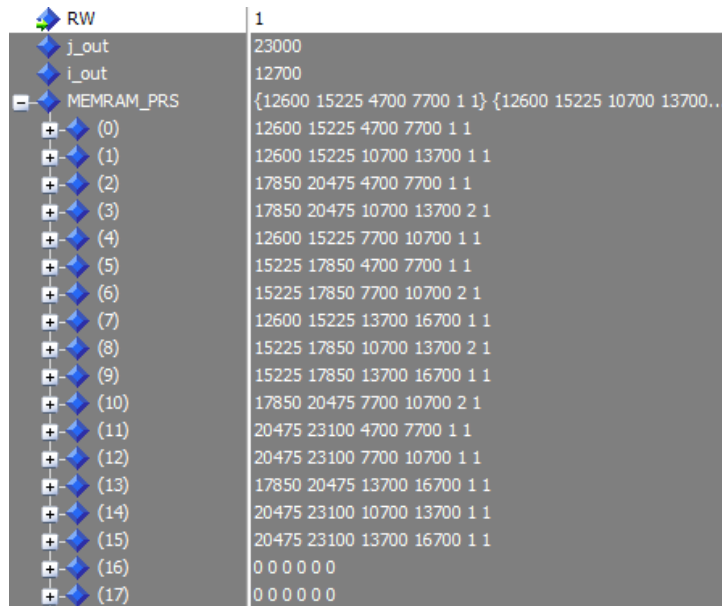 RW 1
j_out 23000
i_out 12700
MEMRAM_PRS {12600 15225 4700 7700 1 1} {12600 15225 10700 13700...
(0) 12600 15225 4700 7700 1 1
(1) 12600 15225 10700 13700 1 1
(2) 17850 20475 4700 7700 1 1
(3) 17850 20475 10700 13700 2 1
(4) 12600 15225 7700 10700 1 1
(5) 15225 17850 4700 7700 1 1
(6) 15225 17850 7700 10700 2 1
(7) 12600 15225 13700 16700 1 1
(8) 15225 17850 10700 13700 2 1
(9) 15225 17850 13700 16700 1 1
(10) 17850 20475 7700 10700 2 1
(11) 20475 23100 4700 7700 1 1
(12) 20475 23100 7700 10700 1 1
(13) 17850 20475 13700 16700 1 1
(14) 20475 23100 10700 13700 1 1
(15) 20475 23100 13700 16700 1 1
(16) 0 0 0 0 0 0
(17) 0 0 0 0 0 0